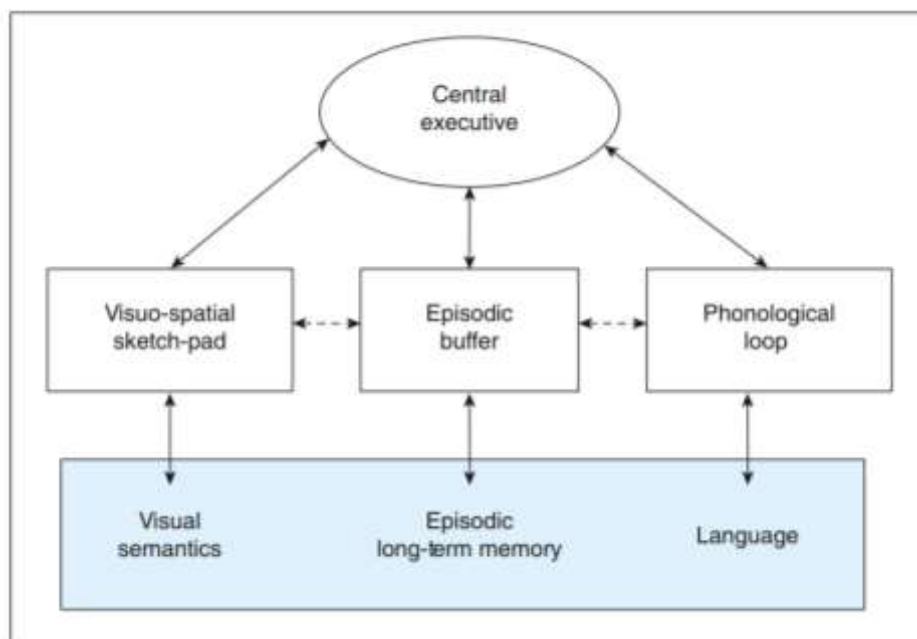 Central
executive
Visuo-spatial
sketch-pad
Episodic
buffer
Phonological
loop
Visual
semantics
Episodic
long-term memory
Language